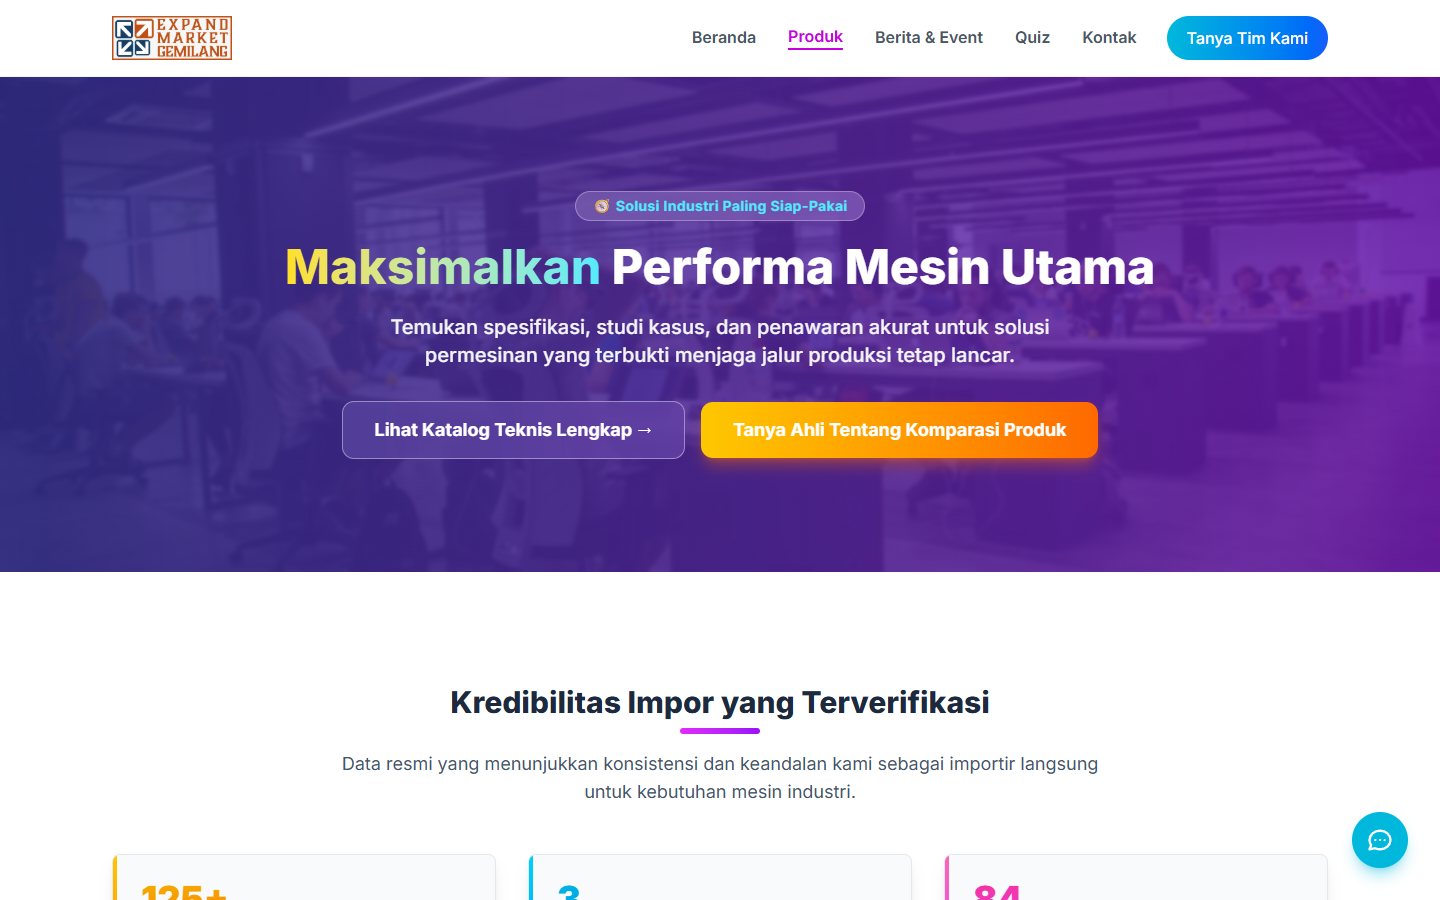 EXPAND
MARKET
GEMILANG
Beranda
Produk
Berita & Event
Quiz
Kontak
Tanya Tim Kami
Solusi Industri Paling Siap-Pakai
Maksimalkan Performa Mesin Utama
Temukan spesifikasi, studi kasus, dan penawaran akurat untuk solusi
permesinan yang terbukti menjaga jalur produksi tetap lancar.
Lihat Katalog Teknis Lengkap →
Tanya Ahli Tentang Komparasi Produk
Kredibilitas Impor yang Terverifikasi
Data resmi yang menunjukkan konsistensi dan keandalan kami sebagai importir langsung
untuk kebutuhan mesin industri.
125+
3
84